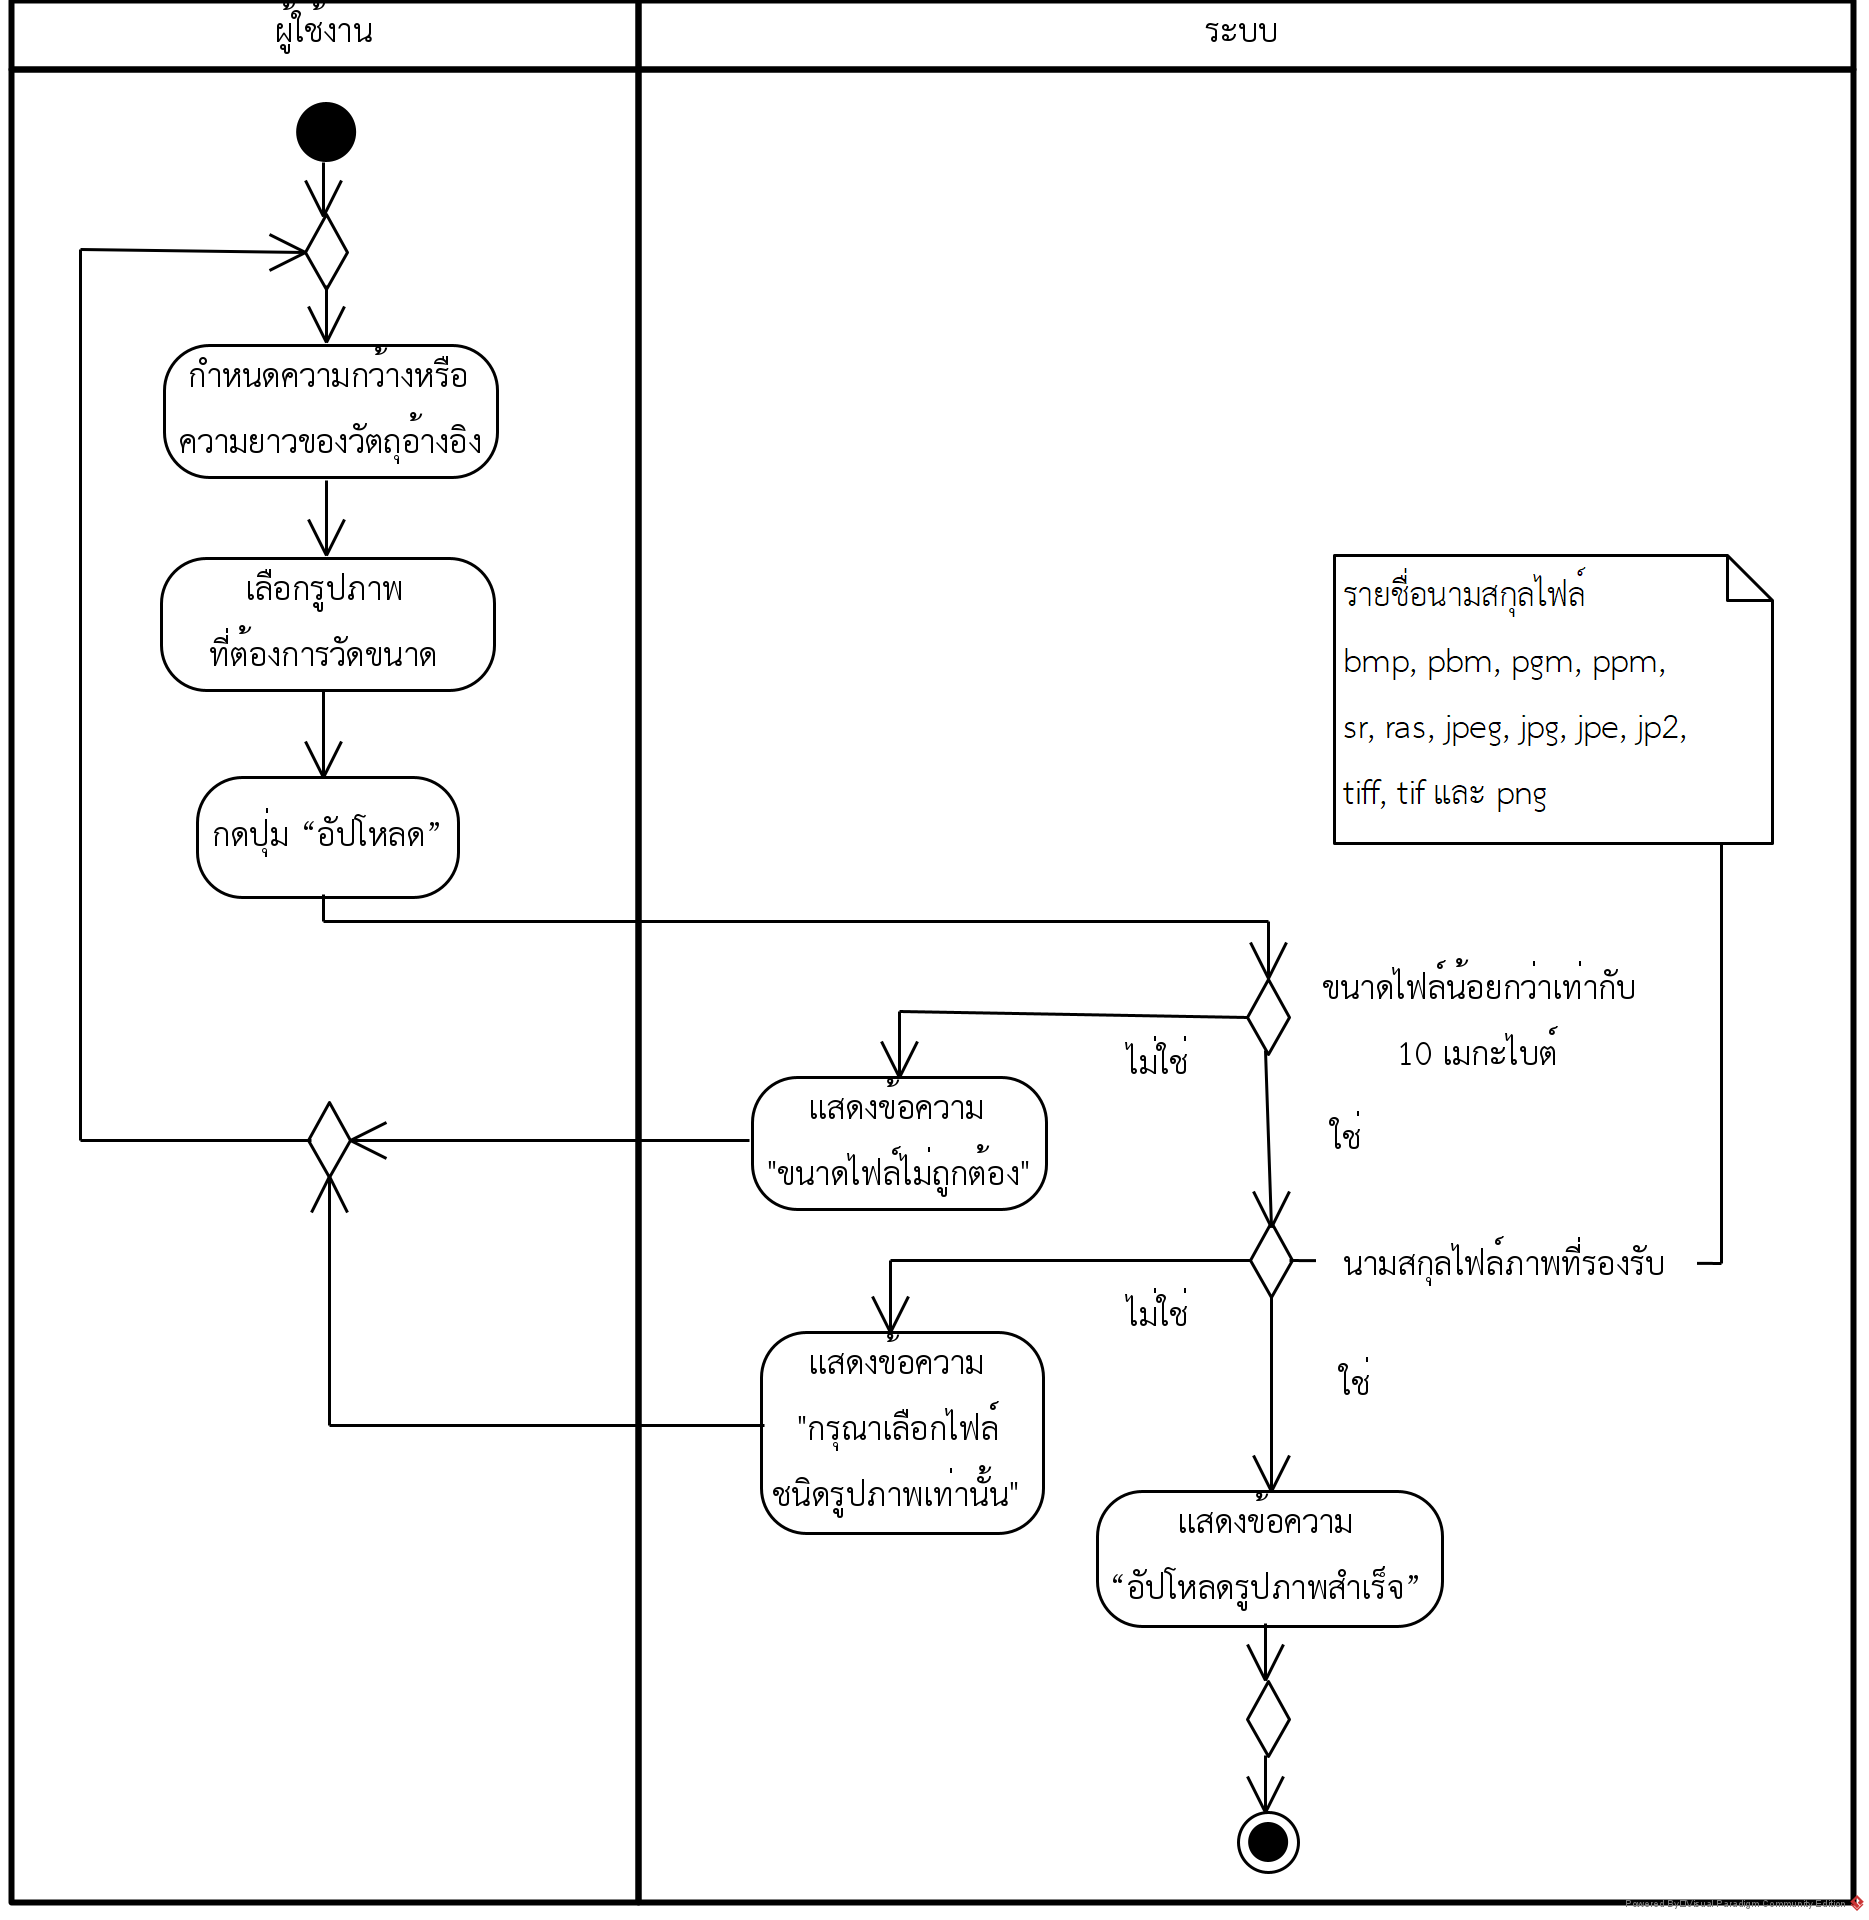 ผู้ใช้งาน
ระบบ
กำหนดความกว้างหรือ
ความยาวของวัตถุอ้างอิง
เลือกรูปภาพ
ที่ต้องการวัดขนาด
กดปุ่ม “อัปโหลด”
รายชื่อนามสกุลไฟล์
bmp, pbm, pgm, ppm,
sr, ras, jpeg, jpg, jpe, jp2,
tiff, tif และ png
ขนาดไฟล์น้อยกว่าเท่ากับ
10 เมกะไบต์
ไม่ใช่
ใช่
แสดงข้อความ
"ขนาดไฟล์ไม่ถูกต้อง"
นามสกุลไฟล์ภาพที่รองรับ
ไม่ใช่
ใช่
แสดงข้อความ
"กรุณาเลือกไฟล์
ชนิดรูปภาพเท่านั้น"
แสดงข้อความ
“อัปโหลดรูปภาพสำเร็จ”
Powered By Visual Paradigm Community Edition